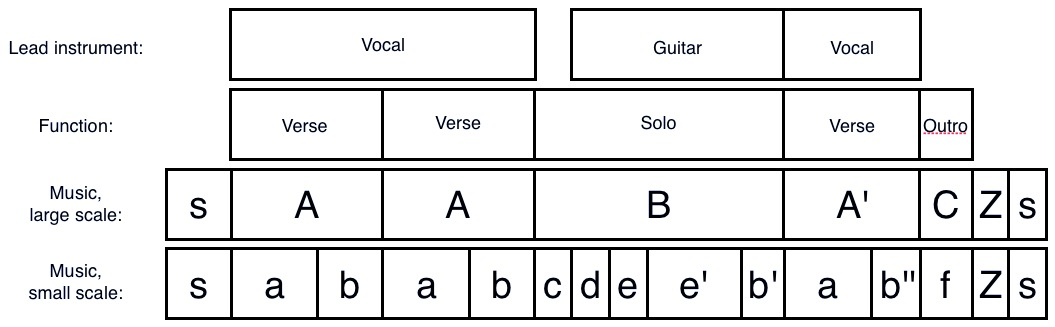 Lead instrument: Vocal Guitar Vocal
Function: Verse Verse Solo Verse Outro
Music,
large scale: s A A B A' C Z s
Music,
small scale: s a b a b c d e e' b' a b" f Z s